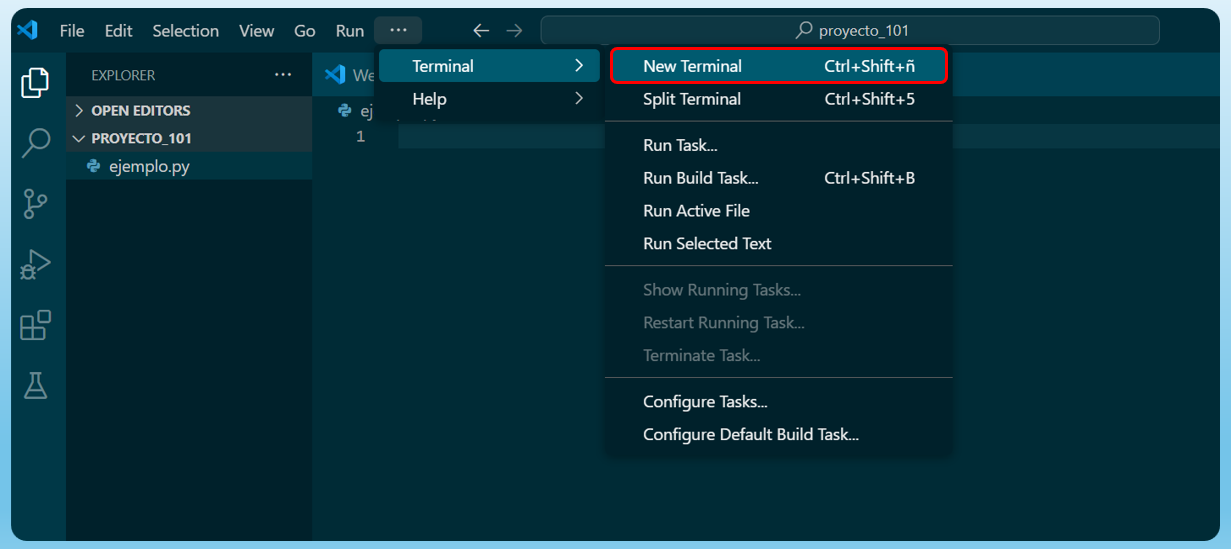 File Edit Selection View Go Run ··· ← → proyecto_101
EXPLORER ···
OPEN EDITORS
PROYECTO_101
ejemplo.py
We
ej
1
Terminal
Help
New Terminal Ctrl+Shift+ñ
Split Terminal Ctrl+Shift+5
Run Task...
Run Build Task... Ctrl+Shift+B
Run Active File
Run Selected Text
Show Running Tasks...
Restart Running Task...
Terminate Task...
Configure Tasks...
Configure Default Build Task...